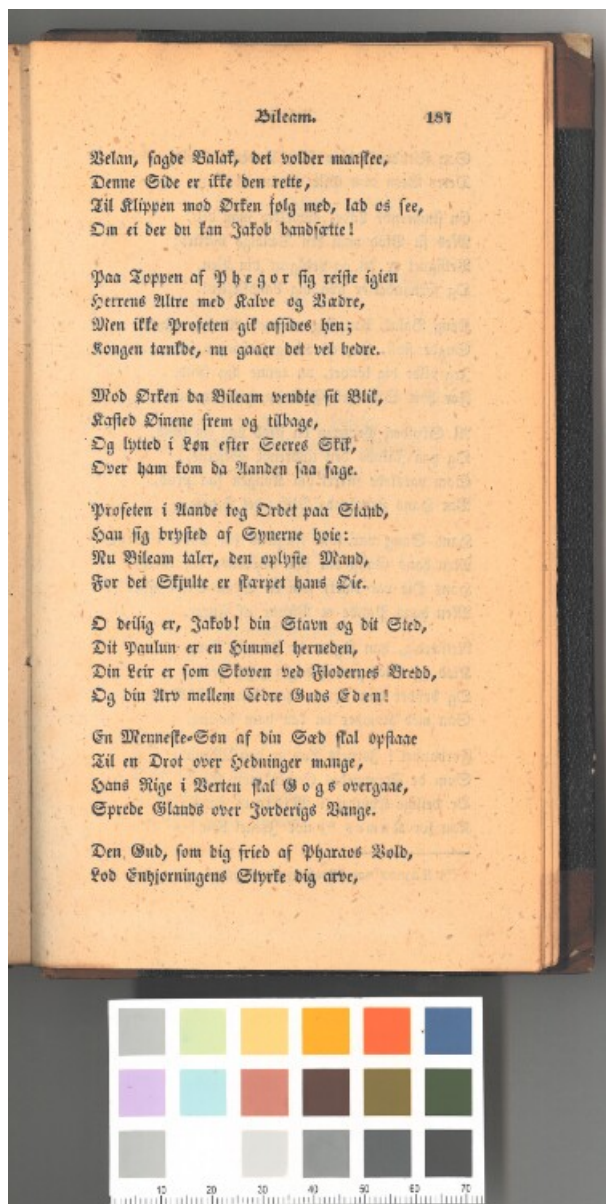 Bileam. 187
Velan, sagde Balak, det volder maaskee,
Denne Side er ikke den rette,
Til Klippen mod Ørken følg med, lad os see,
Om ei der du kan Jakob bandsætte!
Paa Toppen af Phegor sig reiste igien
Herrens Altre med Kalve og Vædre,
Men ikke Profeten gik afsides hen;
Kongen tænkde, nu gaaer det vel bedre.
Mod Ørken da Bileam vendte sit Blik,
Kasted Øinene frem og tilbage,
Og lytted i Løn efter Seeres Skik,
Over ham kom da Aanden saa fage.
Profeten i Aande tog Ordet paa Stand,
Han sig brysted af Synerne høie:
Nu Bileam taler, den oplyste Mand,
For det Skjulte er skærpet hans Øie.
O deilig er, Jakob! din Stavn og dit Sted,
Dit Paulun er en Himmel herneden,
Din Leir er som Skoven ved Flodernes Bredd,
Og din Arv mellem Cedre Guds Eden!
En Menneske-Søn af din Sæd skal opstaae
Til en Drot over Hedninger mange,
Hans Rige i Verten skal Gogs overgaae,
Sprede Glands over Jorderigs Vange.
Den Gud, som dig fried af Pharaos Vold,
Lod Enhjørningens Styrke dig arve,
10 20 30 40 50 60 70